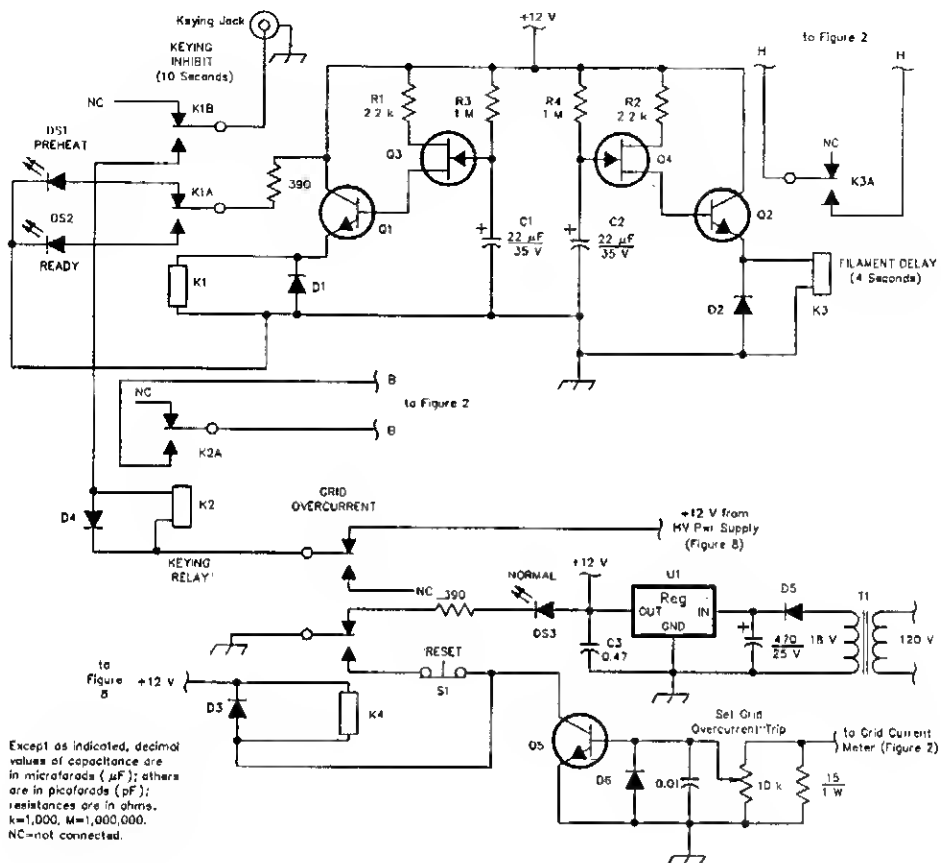 Keying Jack
+12 V
to Figure 2
H
H
KEYING
INHIBIT
(10 Seconds)
NC
K1B
DS1
PREHEAT
K1A
DS2
READY
390
R1
2.2 k
R3
1 M
R4
1 M
R2
2.2 k
Q3
Q4
Q1
Q2
NC
K3A
+
C1
22 µF
35 V
+
C2
22 µF
35 V
K1
D1
D2
FILAMENT DELAY
(4 Seconds)
K3
B
NC
to Figure 2
B
K2A
K2
D4
KEYING
RELAY
GRID
OVERCURRENT
+12 V from
HV Pwr Supply
(Figure 8)
NC
390
NORMAL
DS3
+12 V
U1
Reg
OUT
IN
GND
D5
T1
C3
0.47
+
470
25 V
18 V
120 V
RESET
S1
to
Figure
8
+12 V
D3
K4
Q5
D6
0.01
Set Grid
Overcurrent Trip
10 k
to Grid Current
Meter (Figure 2)
15
1 W
Except as indicated, decimal
values of capacitance are
in microfarads (µF); others
are in picofarads (pF);
resistances are in ohms.
k=1,000, M=1,000,000.
NC=not connected.